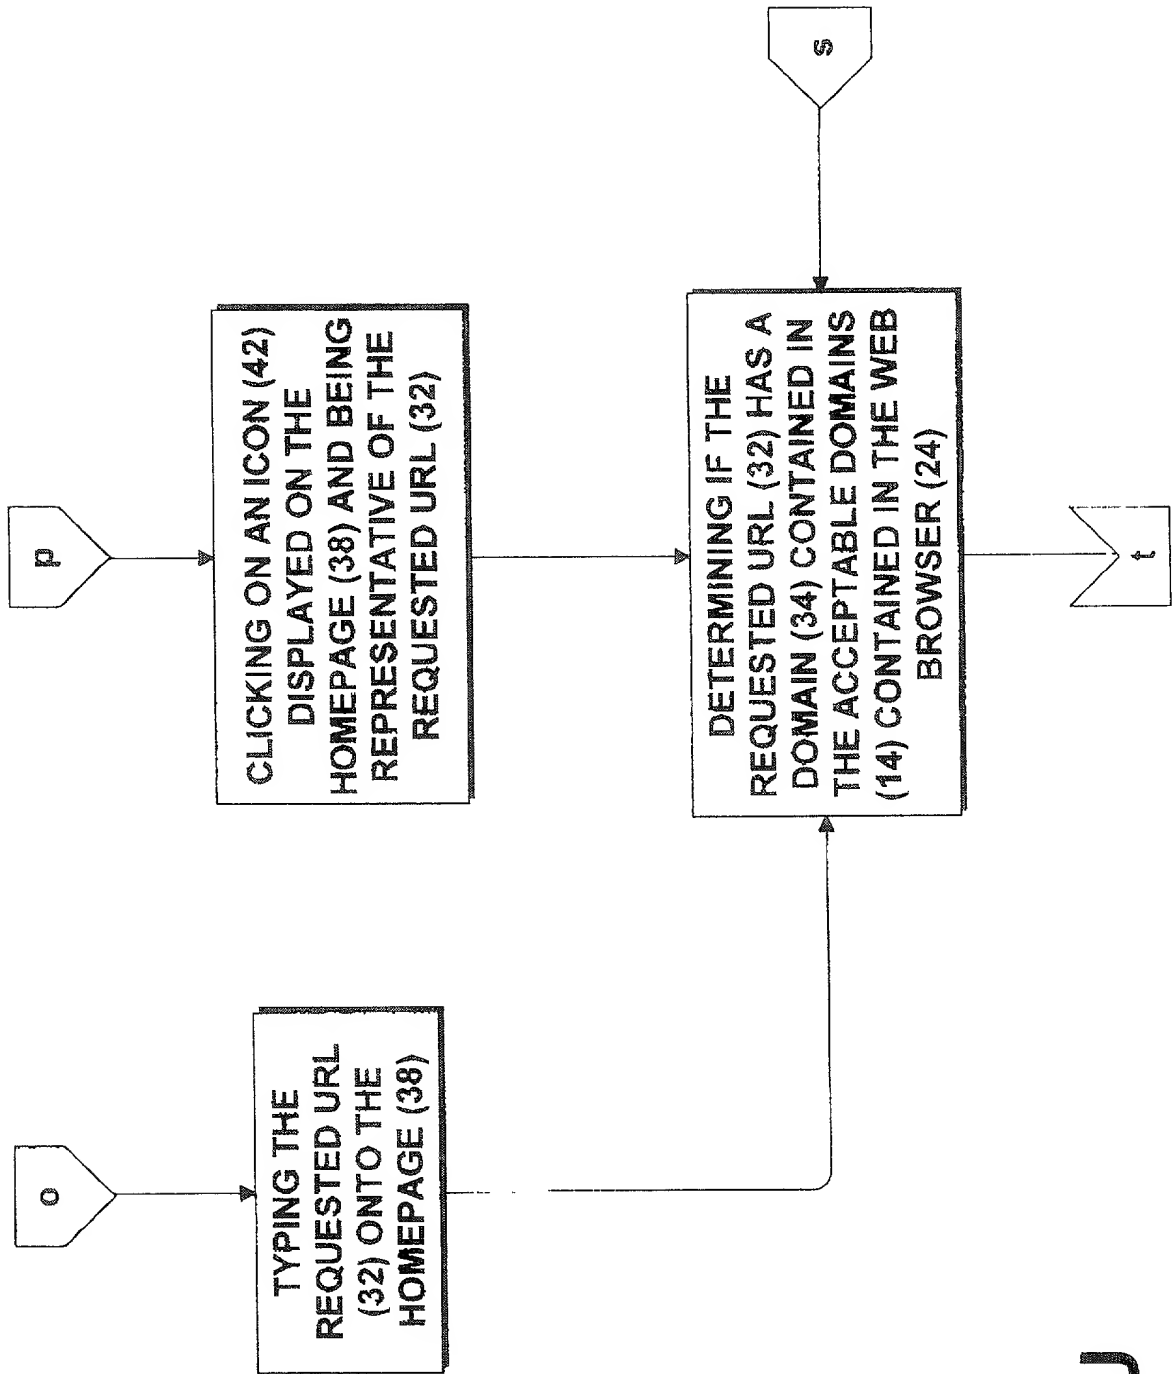 o
TYPING THE
REQUESTED URL
(32) ONTO THE
HOMEPAGE (38)
p
CLICKING ON AN ICON (42)
DISPLAYED ON THE
HOMEPAGE (38) AND BEING
REPRESENTATIVE OF THE
REQUESTED URL (32)
s
DETERMINING IF THE
REQUESTED URL (32) HAS A
DOMAIN (34) CONTAINED IN
THE ACCEPTABLE DOMAINS
(14) CONTAINED IN THE WEB
BROWSER (24)
t